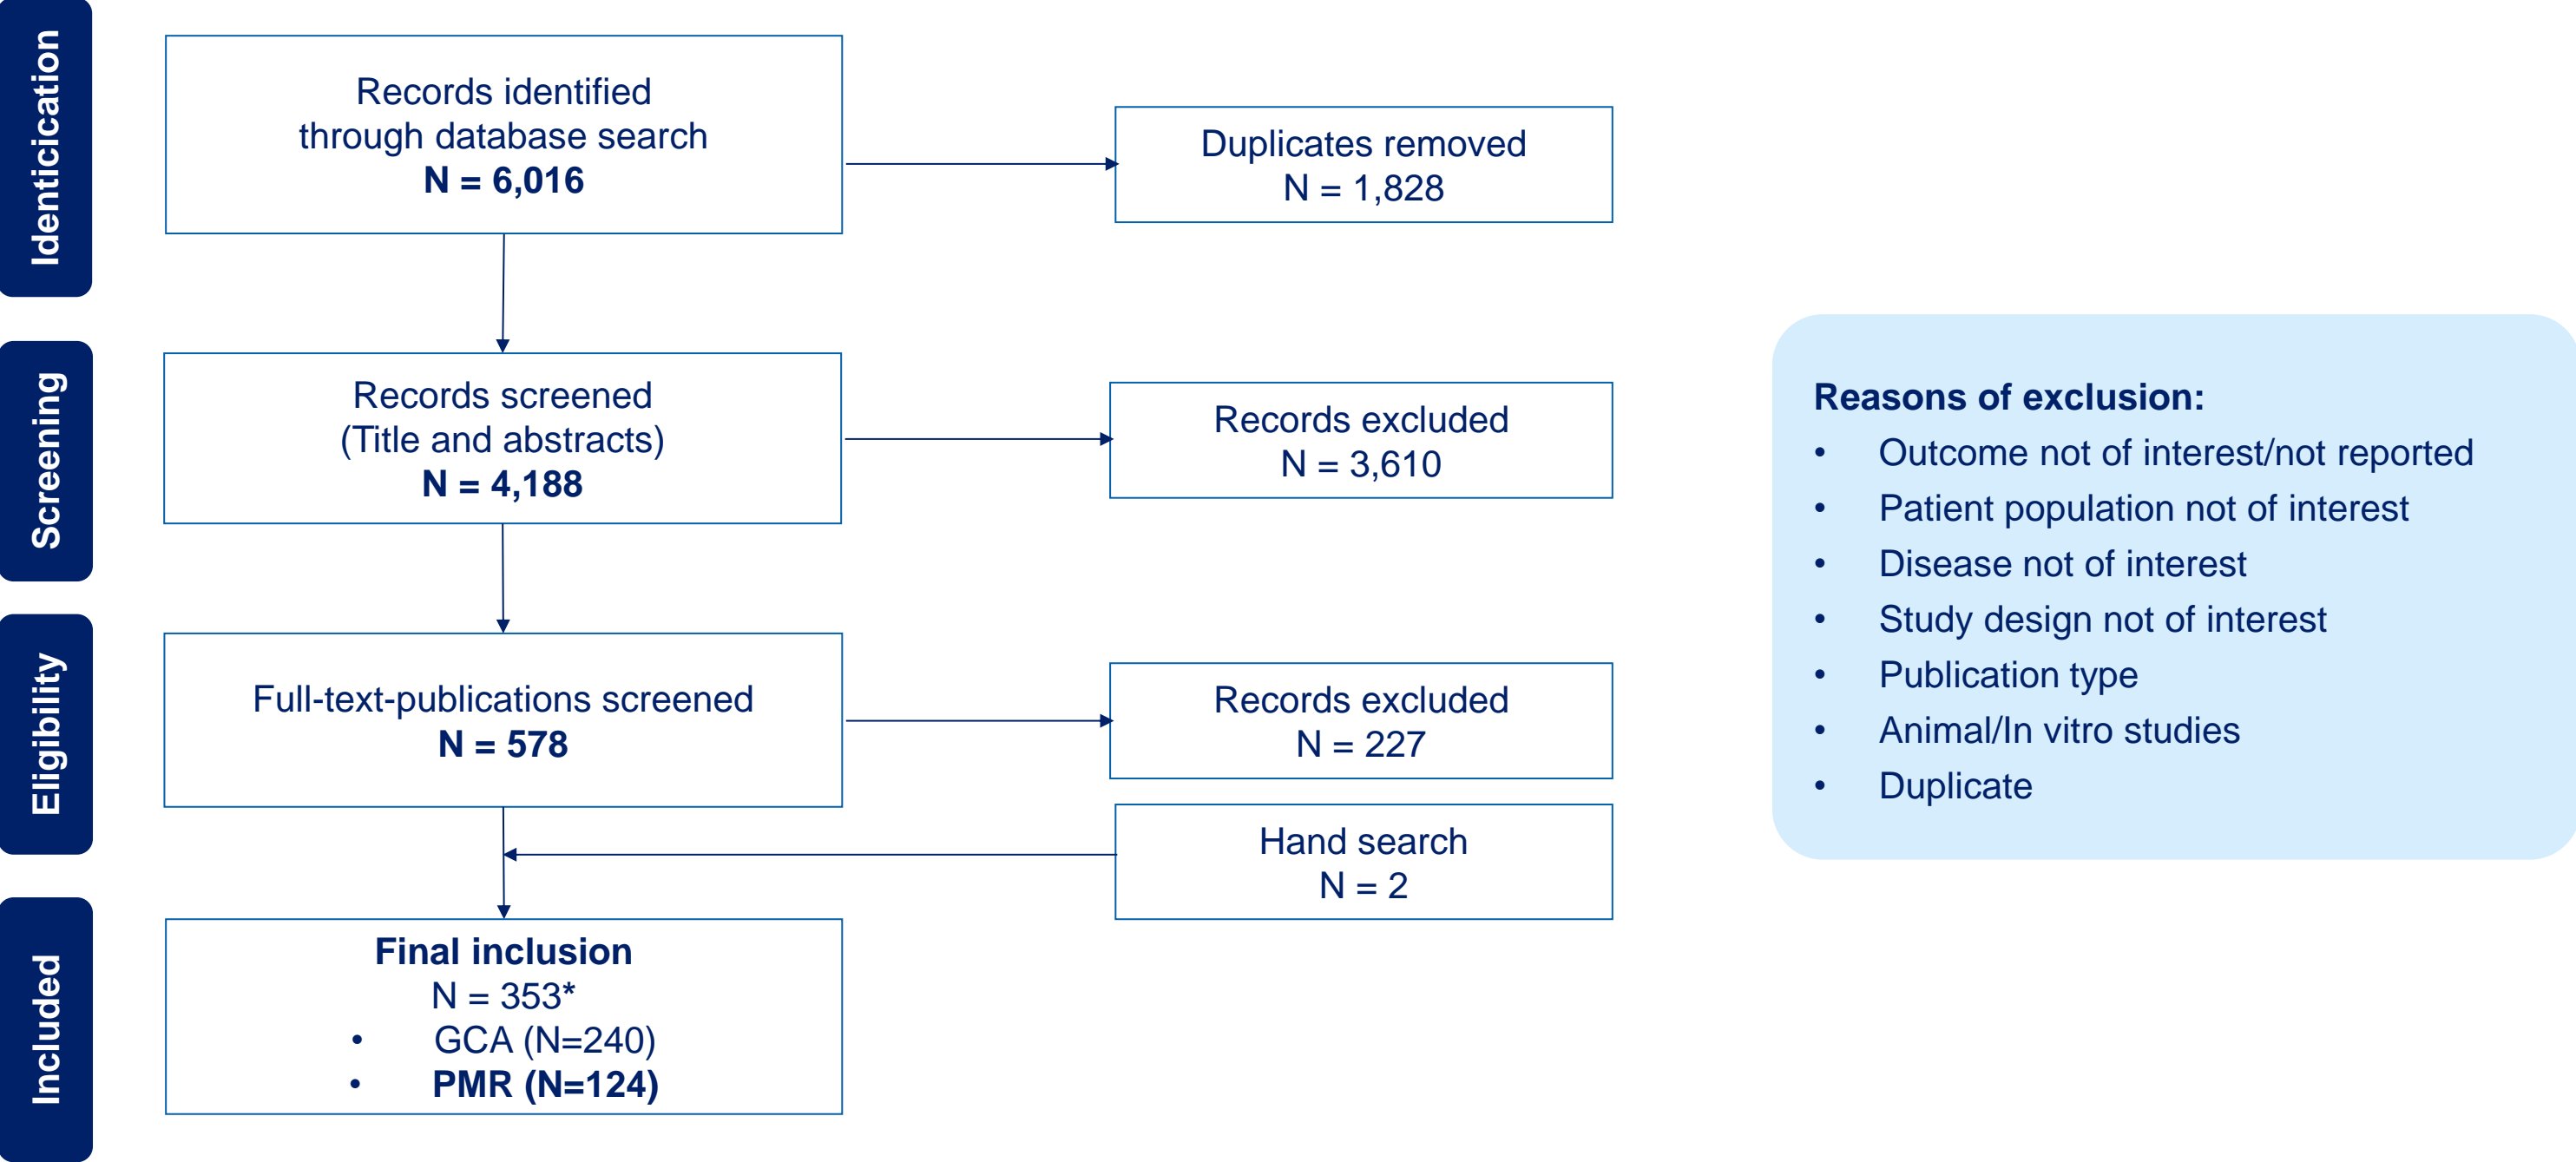 Identicication
Records identified
through database search
N = 6,016
Duplicates removed
N = 1,828
Screening
Records screened
(Title and abstracts)
N = 4,188
Records excluded
N = 3,610
Eligibility
Full-text-publications screened
N = 578
Records excluded
N = 227
Hand search
N = 2
Included
Final inclusion
N = 353*
• GCA (N=240)
• PMR (N=124)
Reasons of exclusion:
• Outcome not of interest/not reported
• Patient population not of interest
• Disease not of interest
• Study design not of interest
• Publication type
• Animal/In vitro studies
• Duplicate